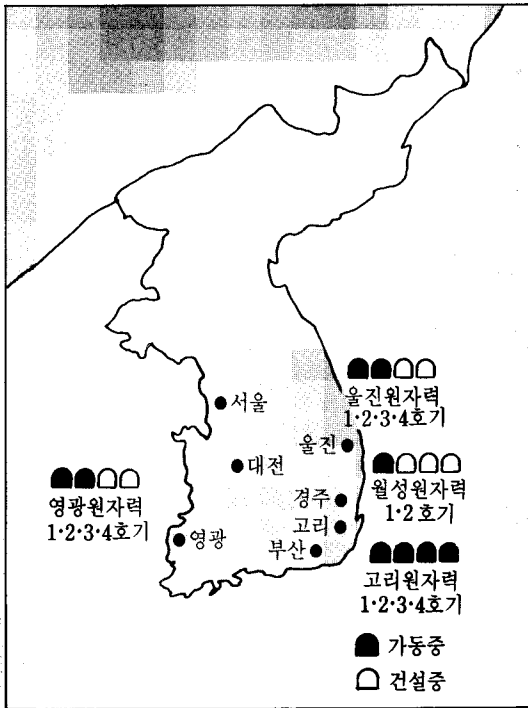 울진원자력
1·2·3·4호기
서울
울진
대전
월성원자력
1·2호기
영광원자력
1·2·3·4호기
경주
고리
영광
부산
고리원자력
1·2·3·4호기
가동중
건설중